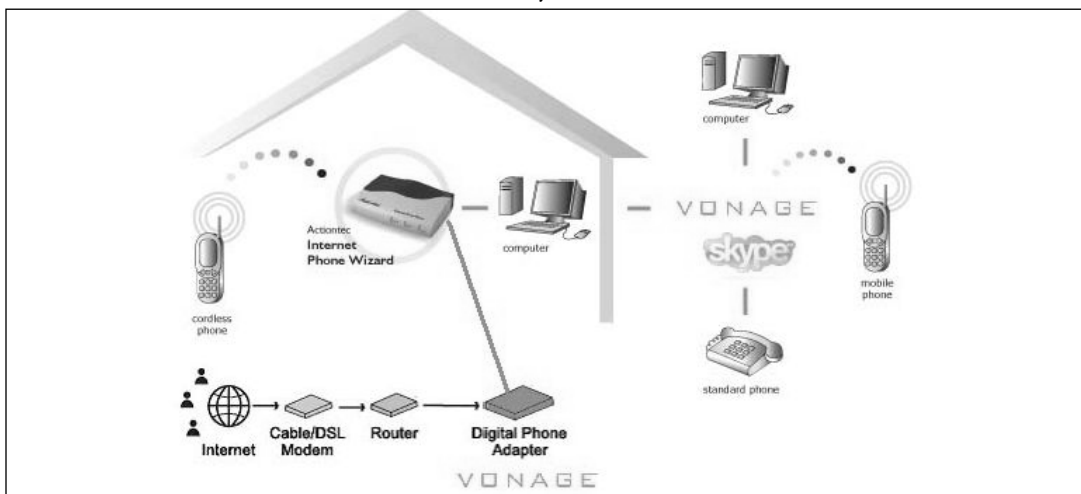 computer
VONAGE
skype
mobile
phone
standard phone
Actiontec
Internet
Phone Wizard
computer
cordless
phone
Internet
Cable/DSL
Modem
Router
Digital Phone
Adapter
VONAGE